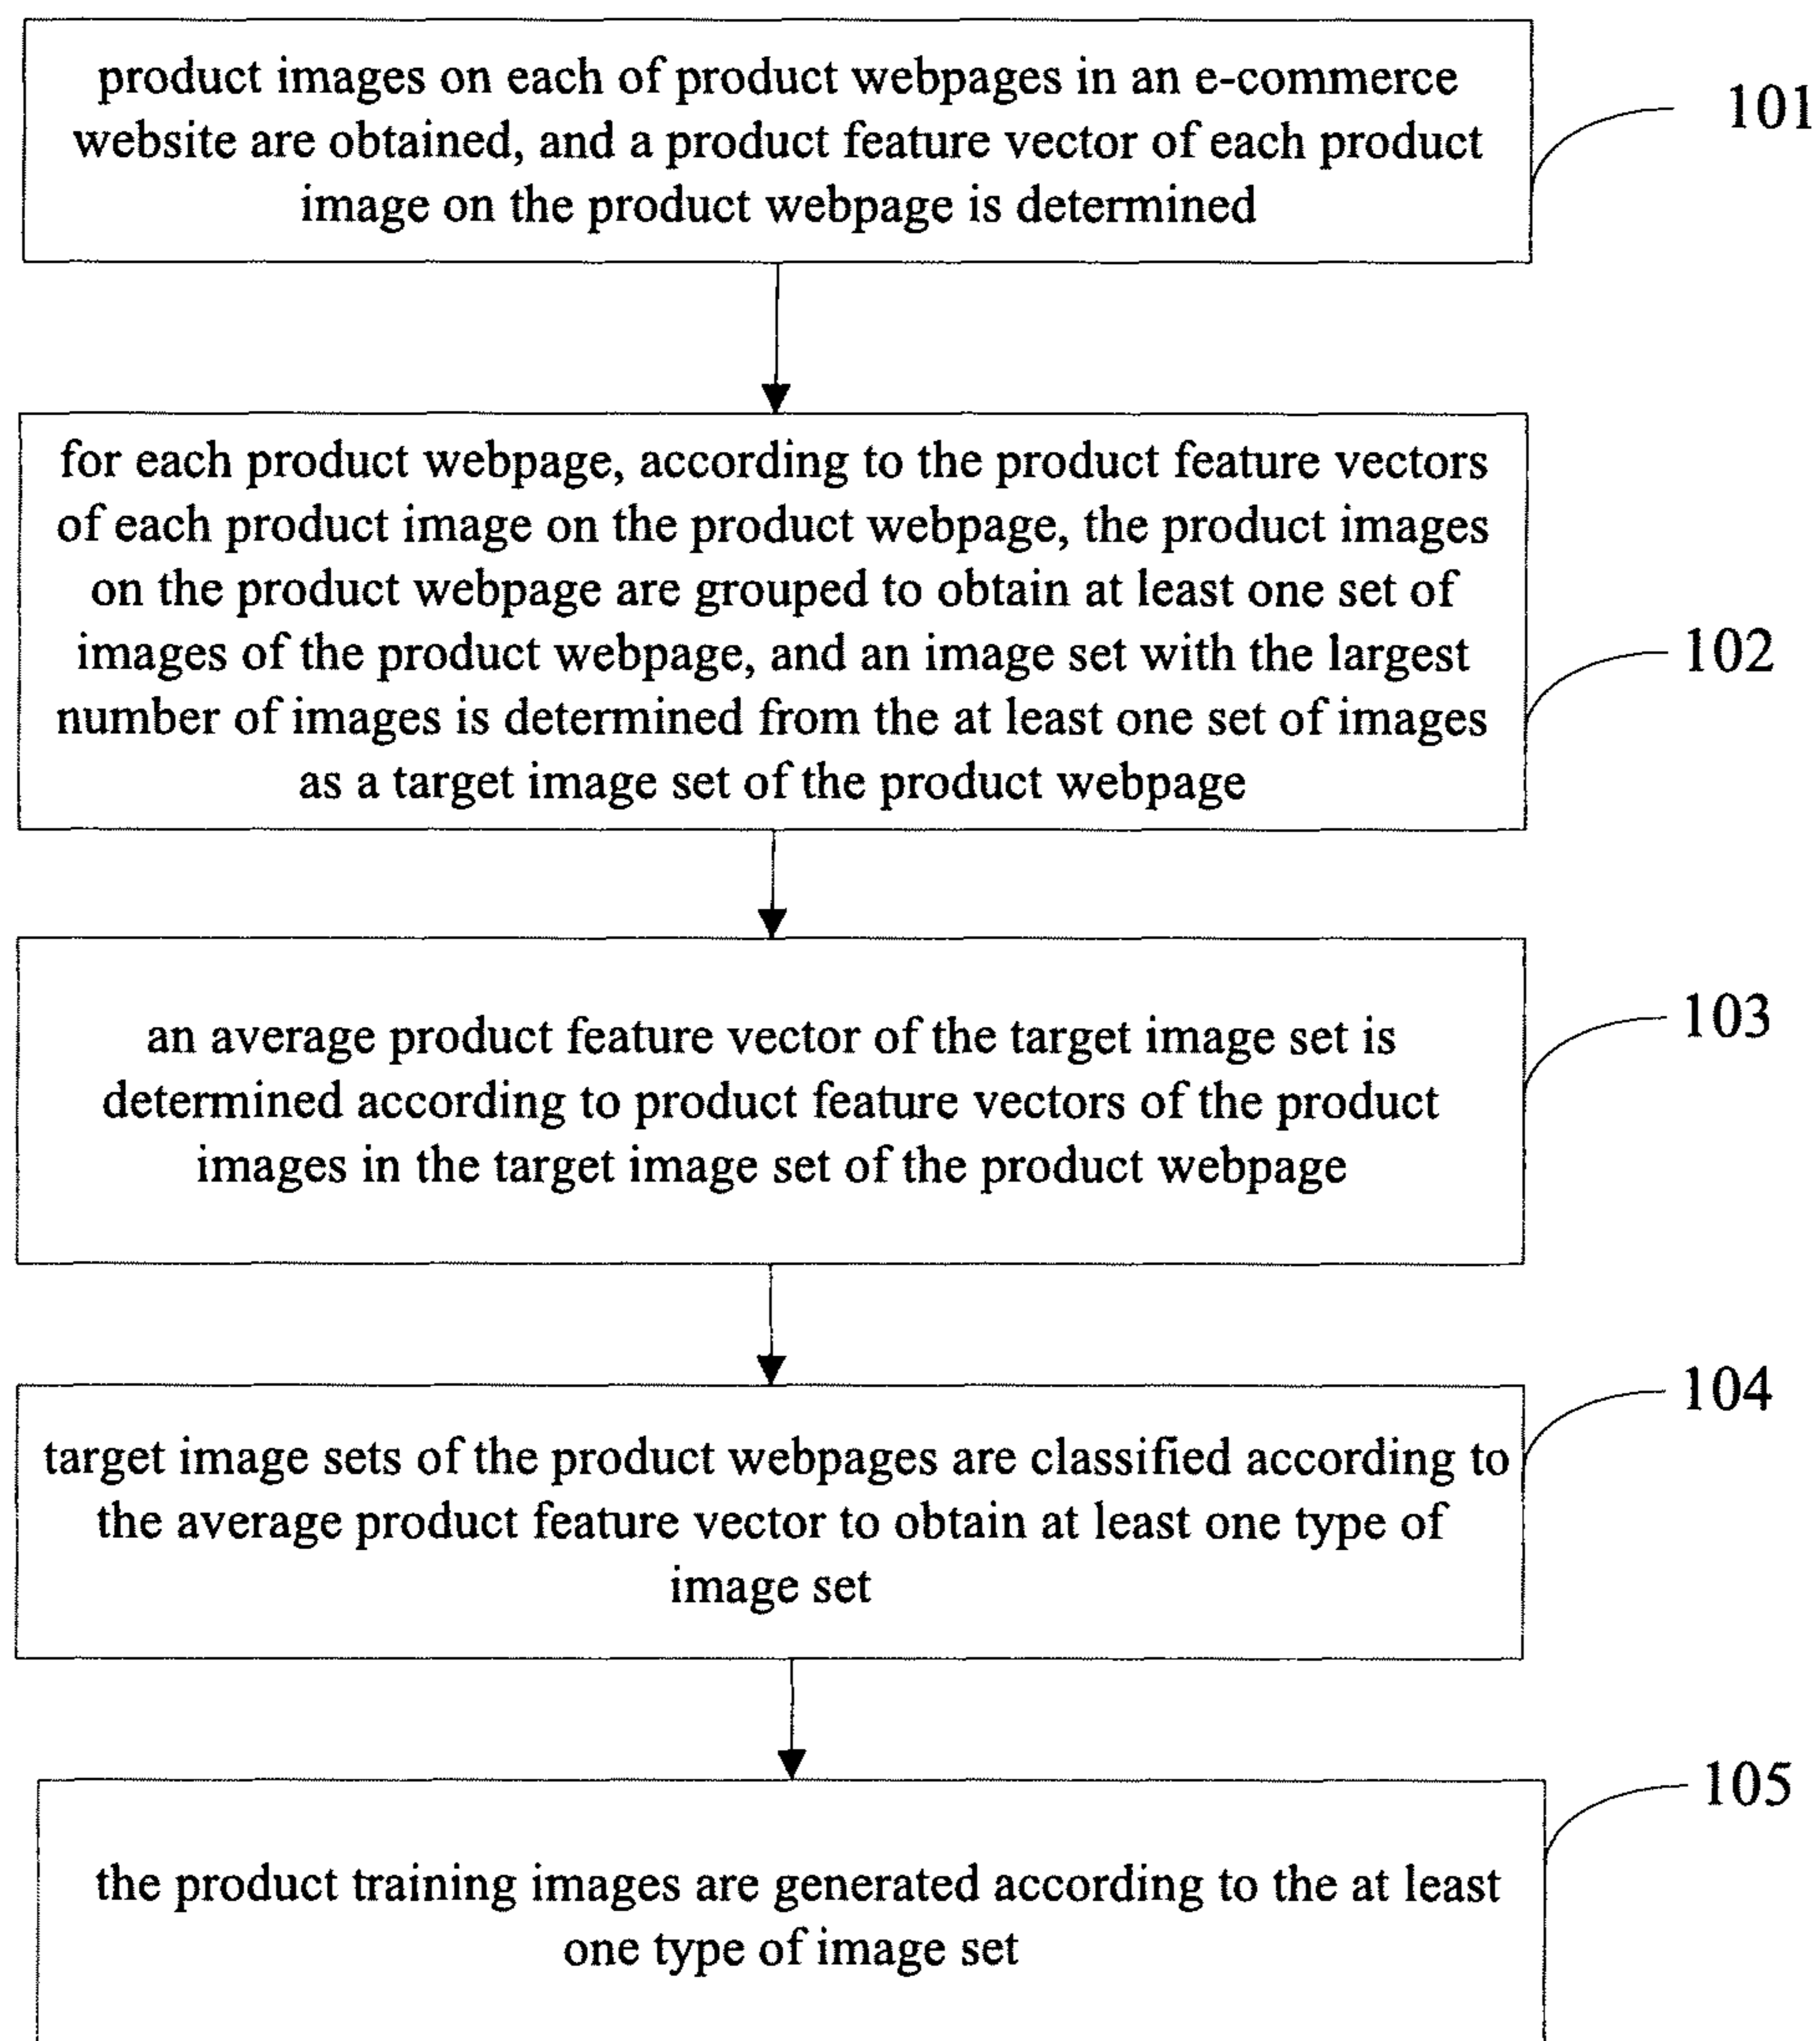 product images on each of product webpages in an e-commerce
website are obtained, and a product feature vector of each product
image on the product webpage is determined
101
for each product webpage, according to the product feature vectors
of each product image on the product webpage, the product images
on the product webpage are grouped to obtain at least one set of
images of the product webpage, and an image set with the largest
number of images is determined from the at least one set of images
as a target image set of the product webpage
102
an average product feature vector of the target image set is
determined according to product feature vectors of the product
images in the target image set of the product webpage
103
target image sets of the product webpages are classified according to
the average product feature vector to obtain at least one type of
image set
104
the product training images are generated according to the at least
one type of image set
105